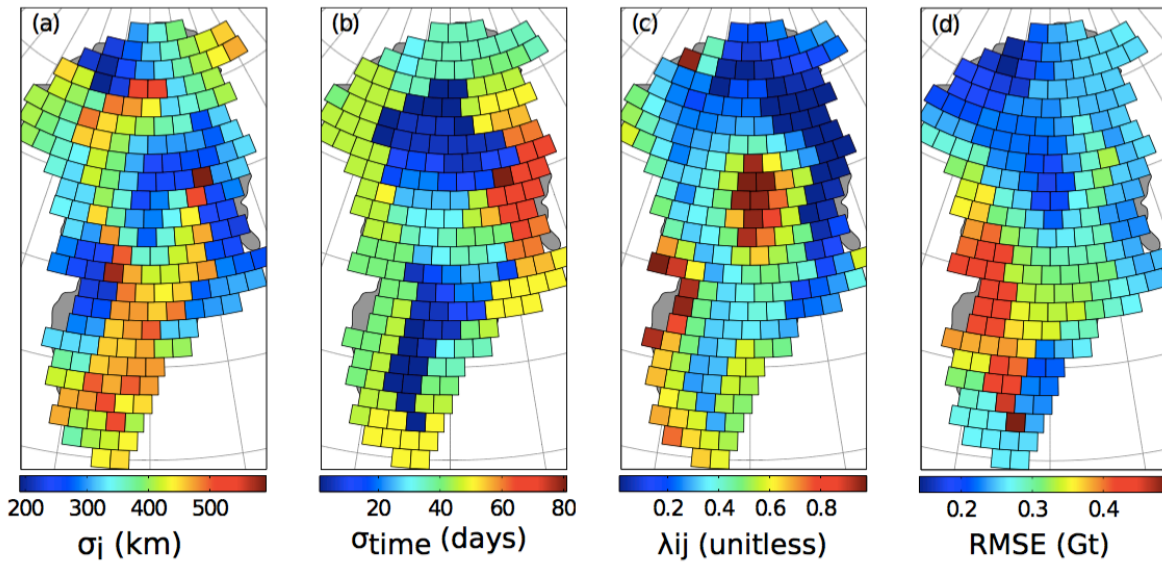 (a) (b) (c) (d)
200 300 400 500 20 40 60 80 0.2 0.4 0.6 0.8 0.2 0.3 0.4
σi (km) σtime (days) λij (unitless) RMSE (Gt)